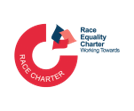 Race
Equality
Charter
Working Towards
RACE CHARTER